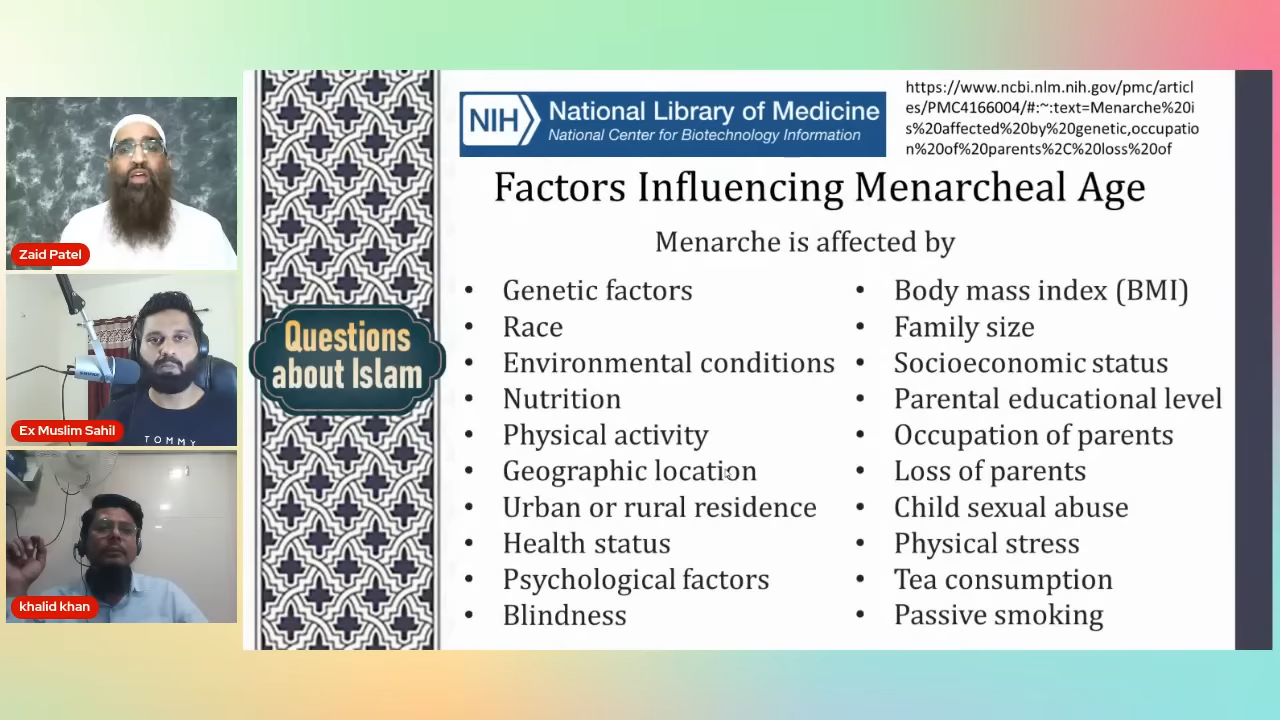 Zaid Patel
Ex Muslim Sahil
TOMMY
khalid khan
Questions
about Islam
NIH
National Library of Medicine
National Center for Biotechnology Information
https://www.ncbi.nlm.nih.gov/pmc/articl
es/PMC4166004/#:~:text=Menarche%20i
s%20affected%20by%20genetic,occupatio
n%20of%20parents%2C%20loss%20of
Factors Influencing Menarcheal Age
Menarche is affected by
• Genetic factors
• Race
• Environmental conditions
• Nutrition
• Physical activity
• Geographic location
• Urban or rural residence
• Health status
• Psychological factors
• Blindness
• Body mass index (BMI)
• Family size
• Socioeconomic status
• Parental educational level
• Occupation of parents
• Loss of parents
• Child sexual abuse
• Physical stress
• Tea consumption
• Passive smoking